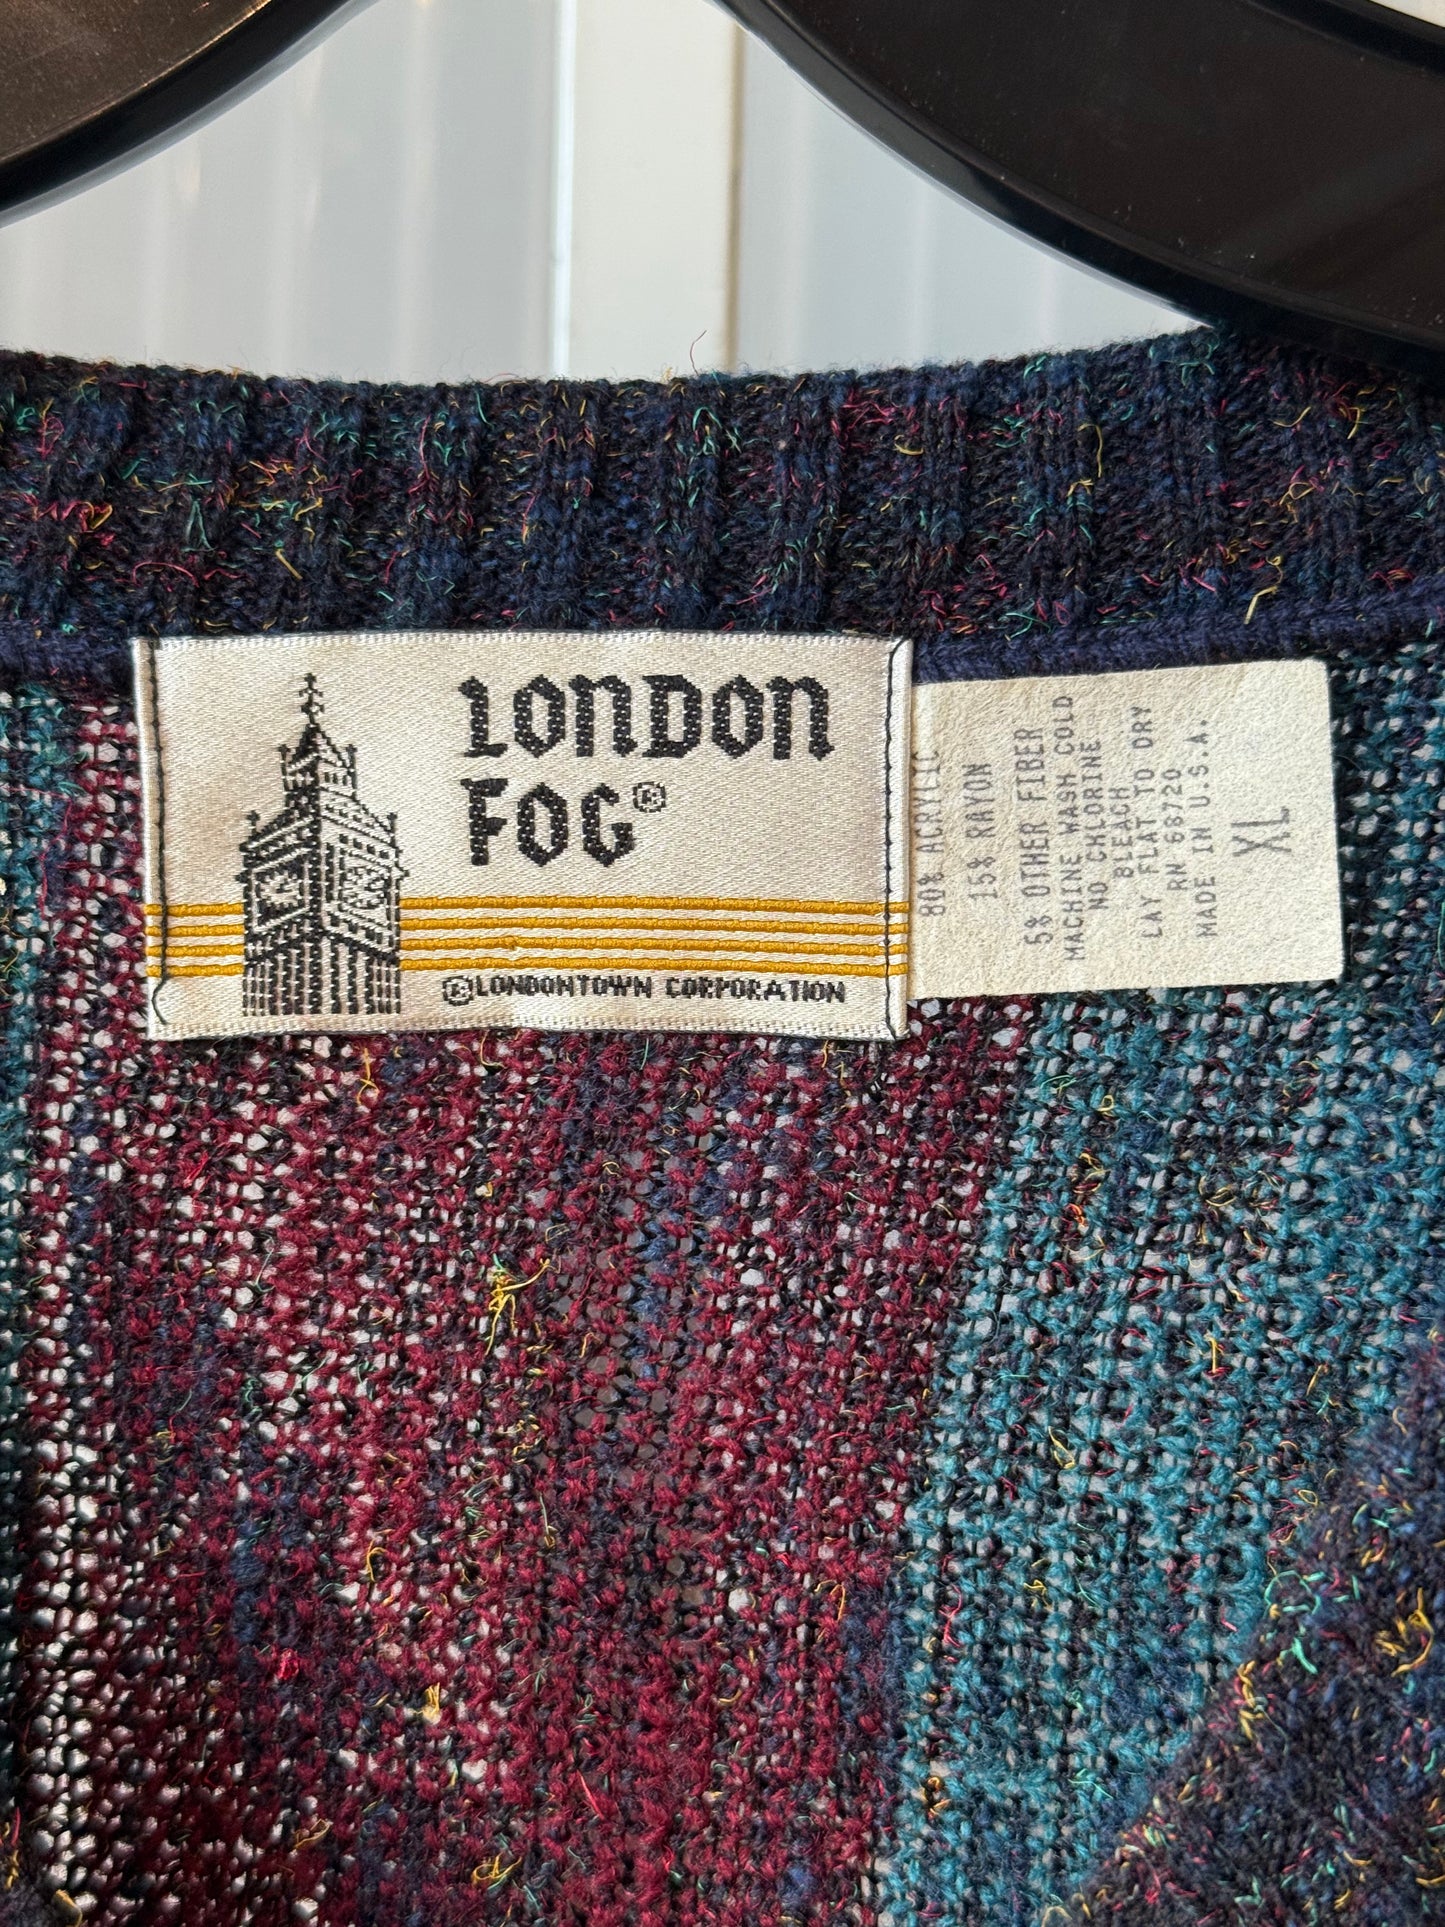 LONDON
FOG®
®LONDONTOWN CORPORATION
80% ACRYLIC
15% RAYON
5% OTHER FIBER
MACHINE WASH COLD
NO CHLORINE
BLEACH
LAY FLAT TO DRY
RN 68720
MADE IN U.S.A.
XL